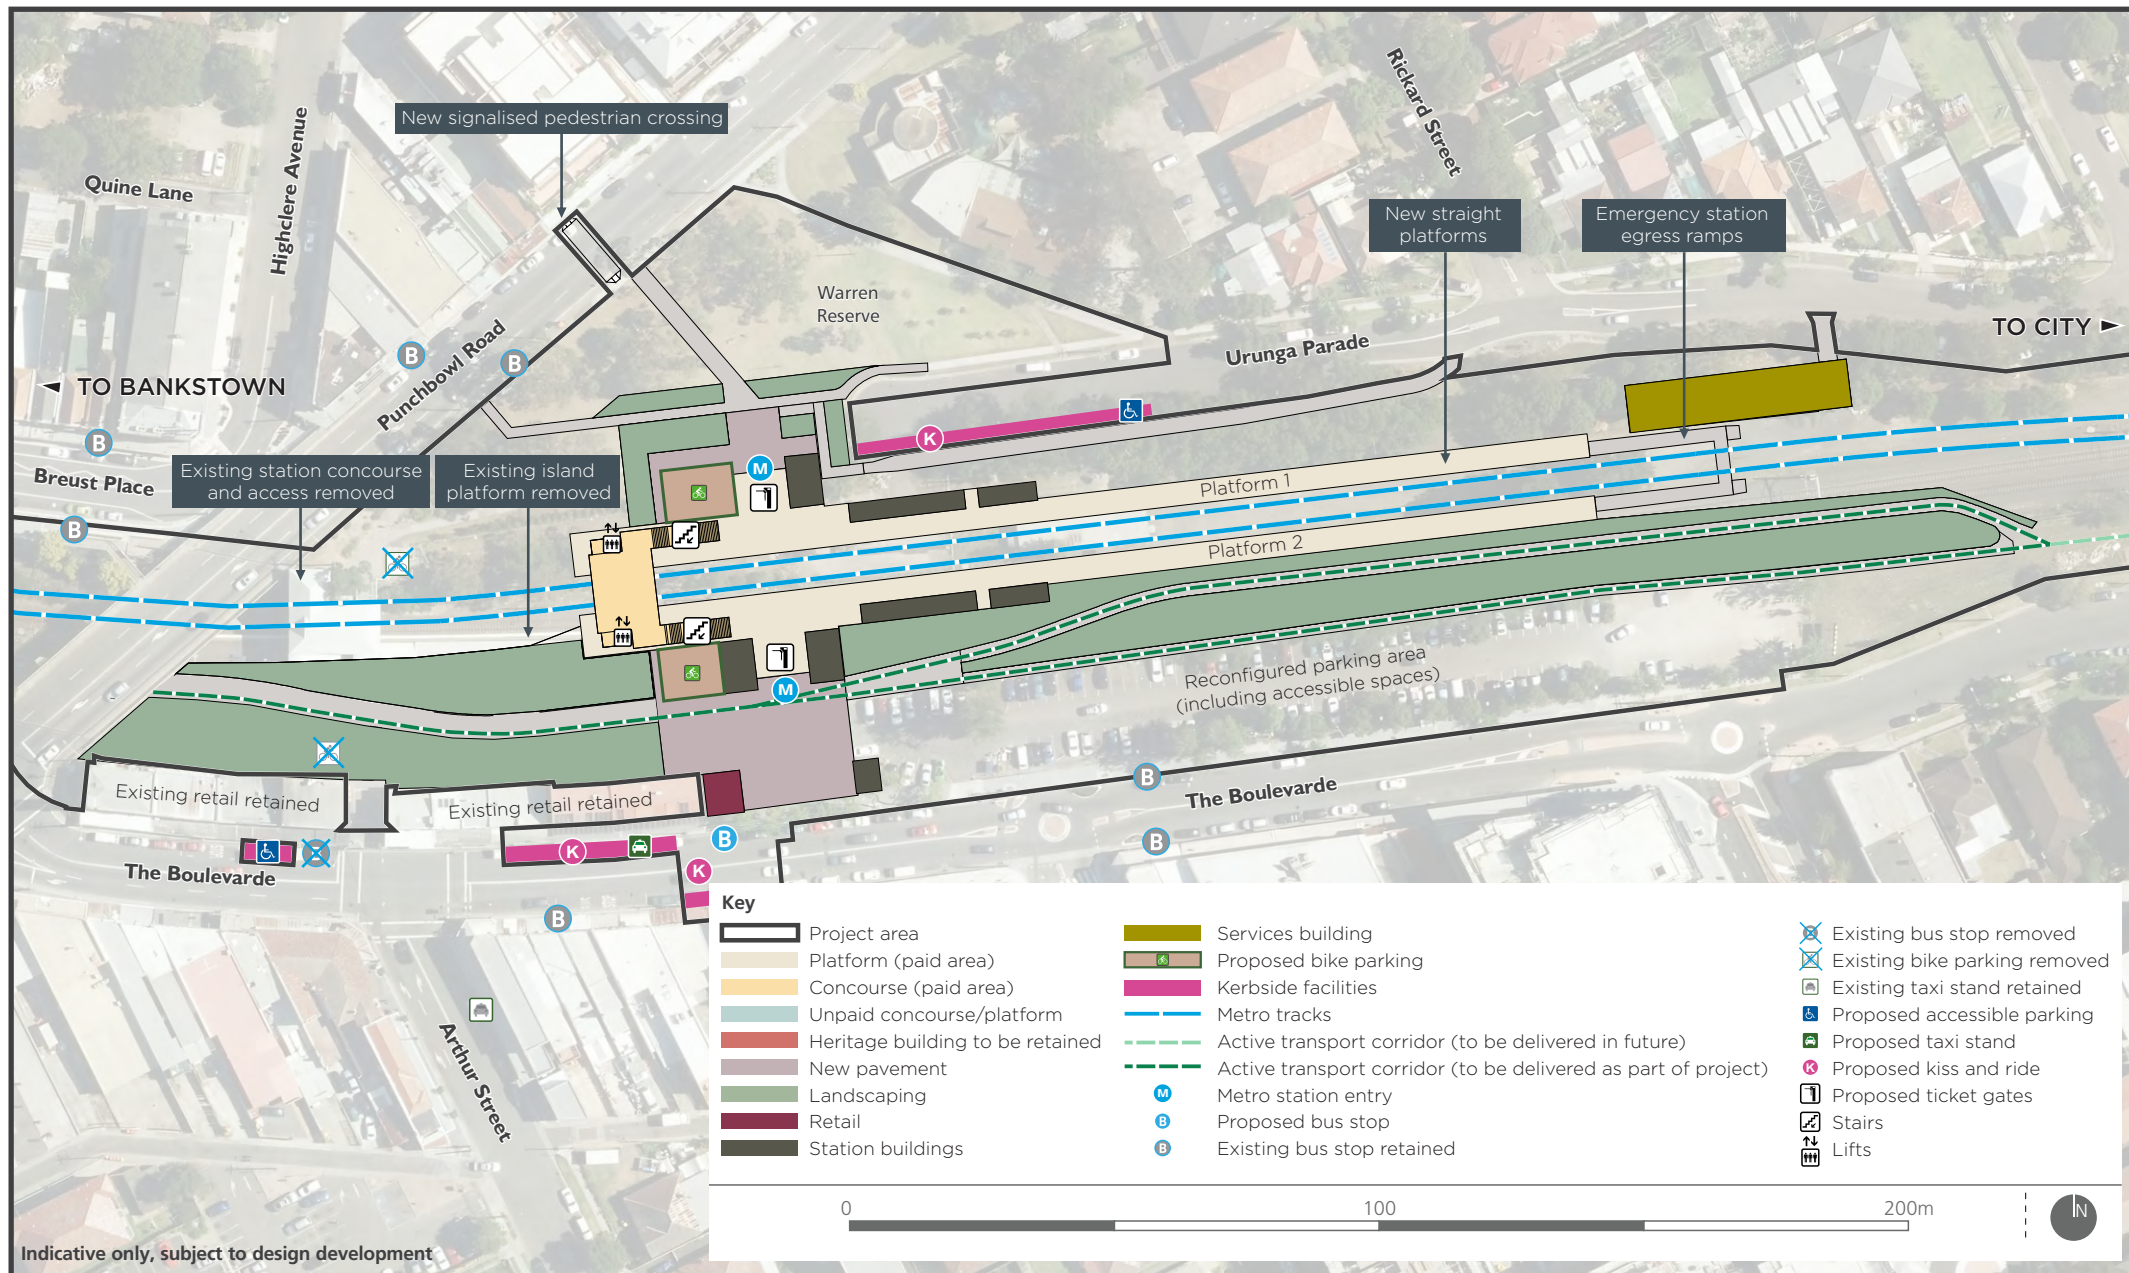 New signalised pedestrian crossing
Rickard Street
Quine Lane
Highclere Avenue
New straight
platforms
Emergency station
egress ramps
Warren
Reserve
TO CITY
Urunga Parade
B
B
Punchbowl Road
TO BANKSTOWN
B
K
Existing station concourse
and access removed
Existing island
platform removed
M
Breust Place
Platform 1
B
Platform 2
M
Reconfigured parking area
(including accessible spaces)
Existing retail retained
Existing retail retained
B
The Boulevarde
B
B
K
The Boulevarde
K
B
Arthur Street
Key
Project area
Platform (paid area)
Concourse (paid area)
Unpaid concourse/platform
Heritage building to be retained
New pavement
Landscaping
Retail
Station buildings
Services building
Proposed bike parking
Kerbside facilities
Metro tracks
Active transport corridor (to be delivered in future)
Active transport corridor (to be delivered as part of project)
M Metro station entry
B Proposed bus stop
B Existing bus stop retained
Existing bus stop removed
Existing bike parking removed
Existing taxi stand retained
Proposed accessible parking
Proposed taxi stand
K Proposed kiss and ride
Proposed ticket gates
Stairs
Lifts
0 100 200m
N
Indicative only, subject to design development